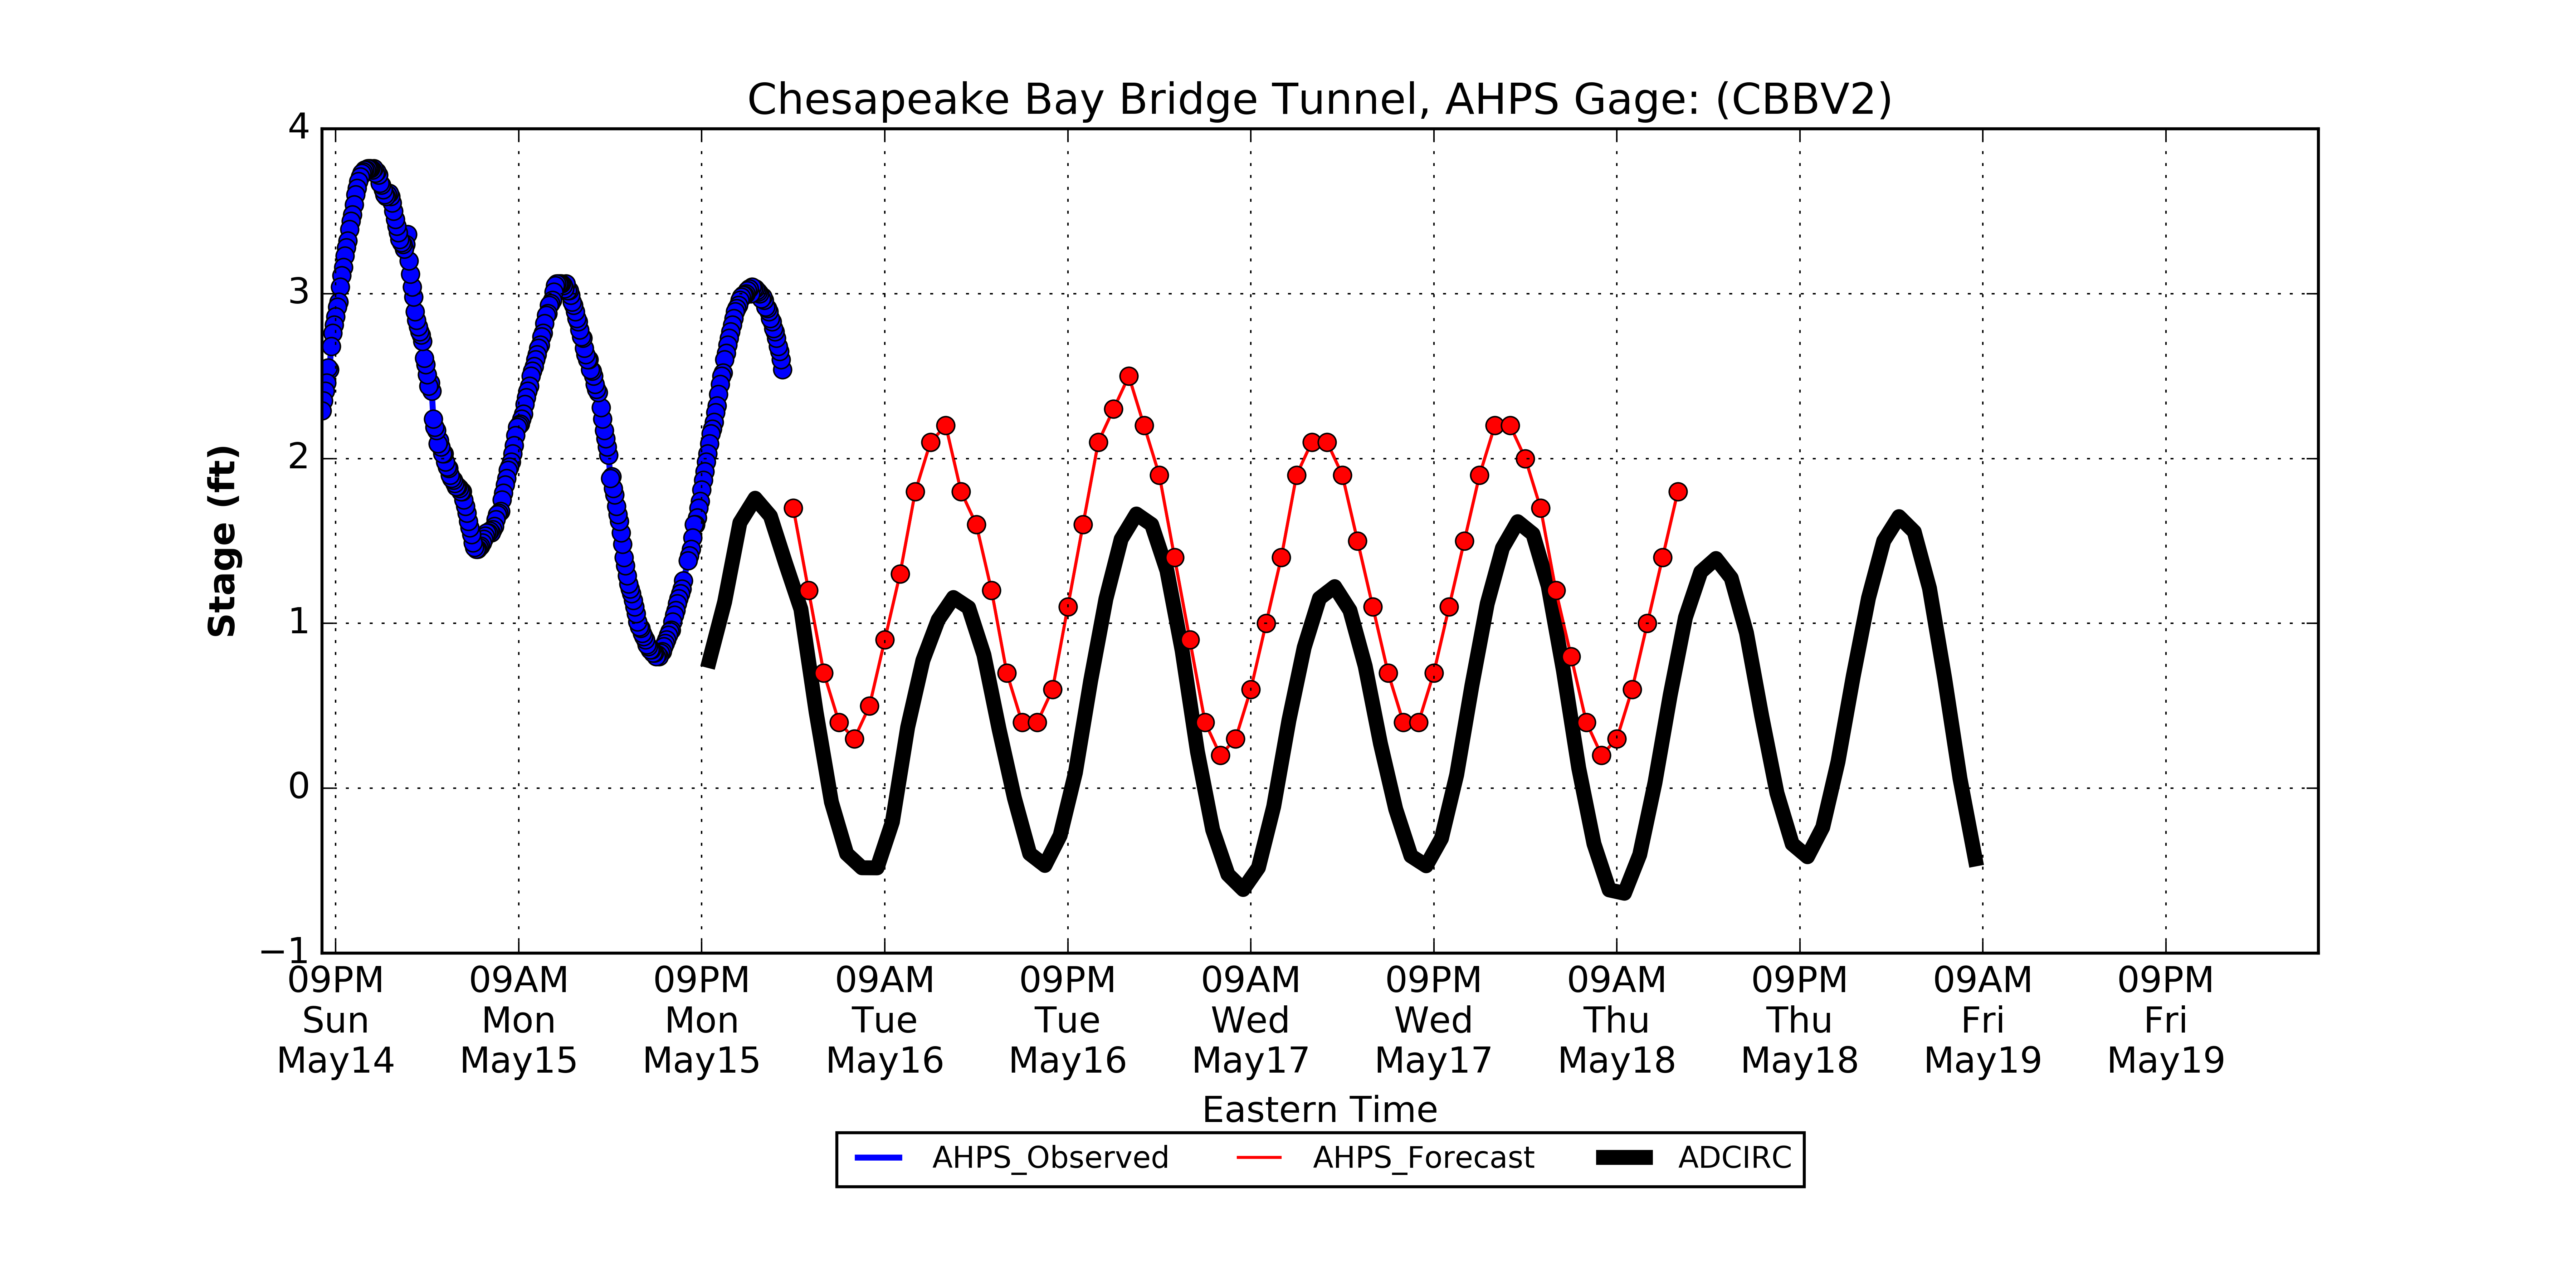 Chesapeake Bay Bridge Tunnel, AHPS Gage: (CBBV2)
4
3
2
1
0
−1
Stage (ft)
09PM 09AM 09PM 09AM 09PM 09AM 09PM 09AM 09PM 09AM 09PM
Sun Mon Mon Tue Tue Wed Wed Thu Thu Fri Fri
May14 May15 May15 May16 May16 May17 May17 May18 May18 May19 May19
Eastern Time
AHPS_Observed AHPS_Forecast ADCIRC